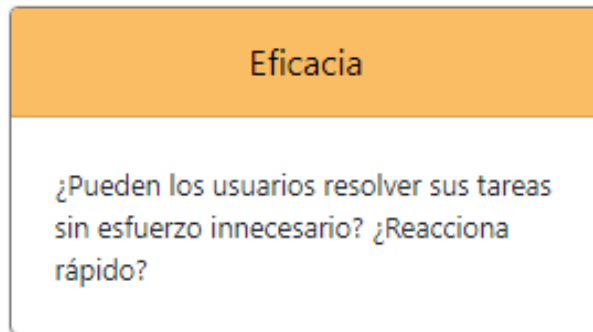 Eficacia
¿Pueden los usuarios resolver sus tareas
sin esfuerzo innecesario? ¿Reacciona
rápido?